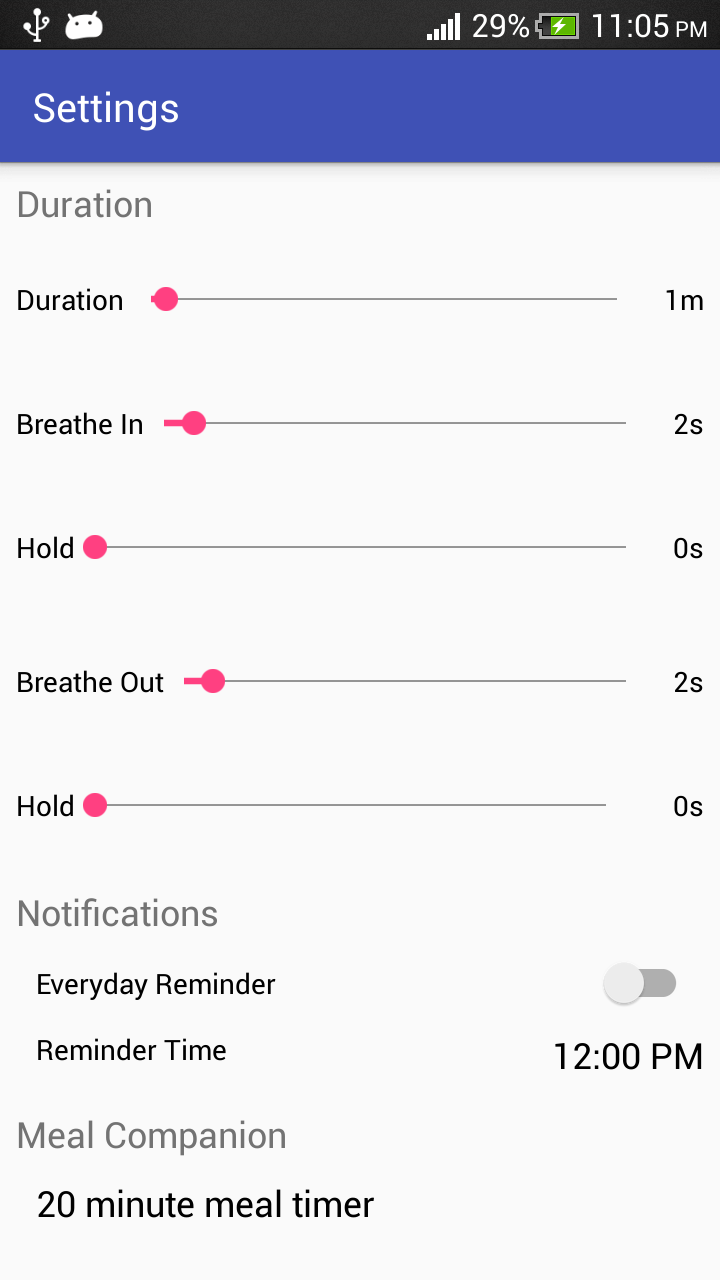 29% 11:05 PM
Settings
Duration
Duration 1m
Breathe In 2s
Hold 0s
Breathe Out 2s
Hold 0s
Notifications
Everyday Reminder
Reminder Time 12:00 PM
Meal Companion
20 minute meal timer